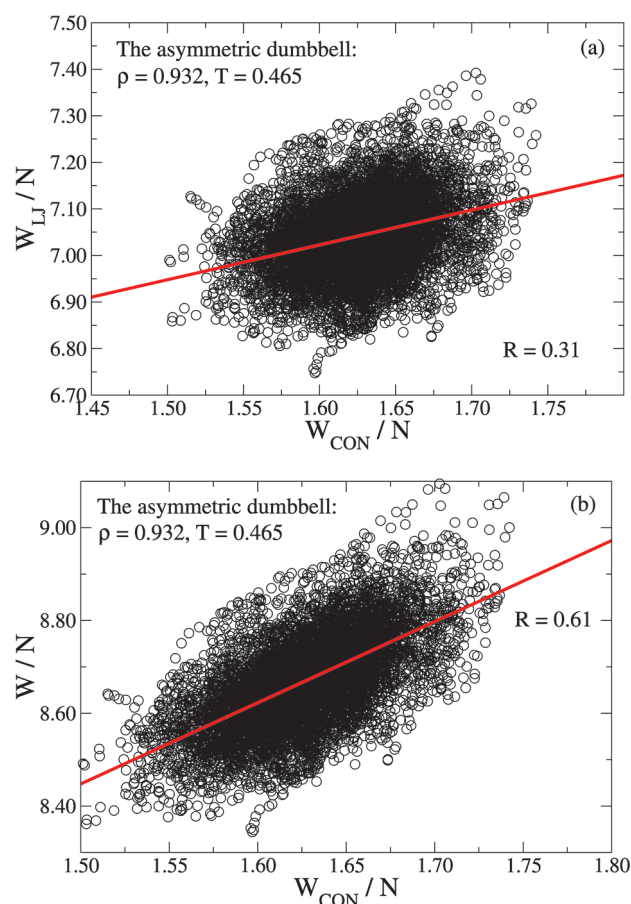 7.50
The asymmetric dumbbell:
(a)
ρ = 0.932, T = 0.465
7.40
7.30
7.20
W_LJ / N
7.10
7.00
6.90
6.80
R = 0.31
6.70
1.45 1.50 1.55 1.60 1.65 1.70 1.75
W_CON / N
The asymmetric dumbbell:
(b)
ρ = 0.932, T = 0.465
9.00
8.80
R = 0.61
W / N
8.60
8.40
1.50 1.55 1.60 1.65 1.70 1.75 1.80
W_CON / N